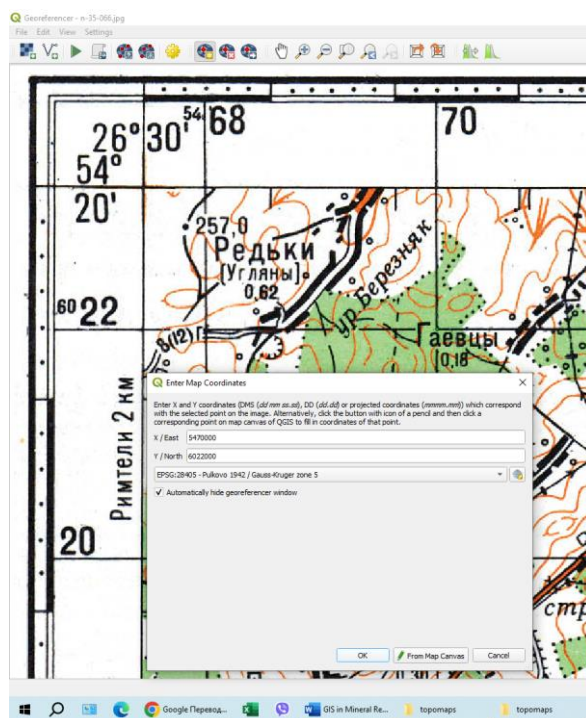 Georeferencer - n-35-066.jpg
File Edit View Settings
54 68 70
26° 30'
54°
20'
257,0
Редьки
(Угляны)
0,62
ур. Березняк
60 22
8(12)Г
Гаевцы
0,18
Enter Map Coordinates
Enter X and Y Coordinates (DMS (dd mm ss.ss), DD (dd.dd) or projected coordinates (mmmm.mm)) which correspond
with the selected point on the image. Alternatively, click the button with icon of a pencil and then click a
corresponding point on map canvas of QGIS to fill in coordinates of that point.
X / East 5470000
Y / North 6022000
EPSG:28405 - Pulkovo 1942 / Gauss-Kruger zone 5
Automatically hide georeferencer window
Римтели 2 км
20
стр
OK From Map Canvas Cancel
Google Перевод... GIS in Mineral Re... topomaps topomaps